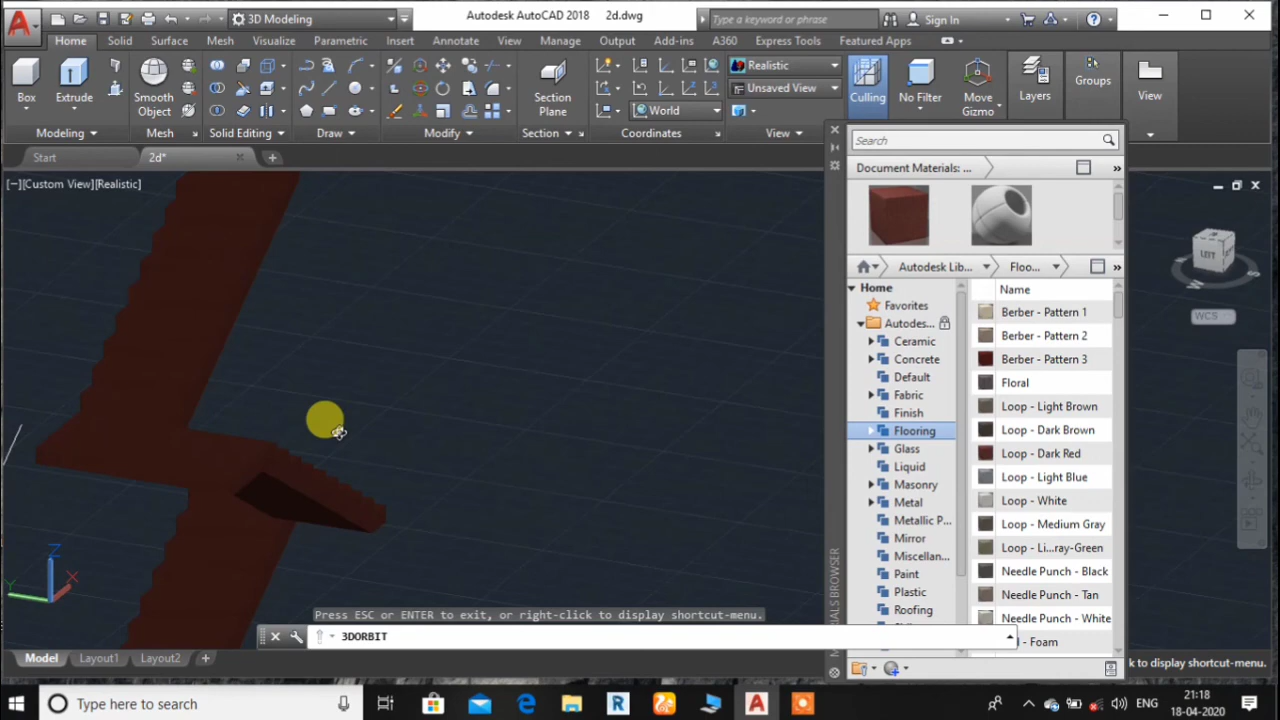 3D Modeling
Autodesk AutoCAD 2018 2d.dwg
Type a keyword or phrase
Sign In
Home Solid Surface Mesh Visualize Parametric Insert Annotate View Manage Output Add-ins A360 Express Tools Featured Apps
Realistic
Unsaved View
World
Box Extrude Smooth Object Section Plane Culling No Filter Move Gizmo Layers Groups View
Modeling Mesh Solid Editing Draw Modify Section Coordinates View
Start 2d* 
[−][Custom View][Realistic]
Search
Document Materials: ...
Autodesk Lib... Floo...
Home
Favorites
Autodes...
Ceramic
Concrete
Default
Fabric
Finish
Flooring
Glass
Liquid
Masonry
Metal
Metallic P...
Mirror
Miscellan...
Paint
Plastic
Roofing
Name
Berber - Pattern 1
Berber - Pattern 2
Berber - Pattern 3
Floral
Loop - Light Brown
Loop - Dark Brown
Loop - Dark Red
Loop - Light Blue
Loop - White
Loop - Medium Gray
Loop - Li...ray-Green
Needle Punch - Black
Needle Punch - Tan
Needle Punch - White
- Foam
MATERIALS BROWSER
LEFT
N
S
WCS
Z
X
Y
Press ESC or ENTER to exit, or right-click to display shortcut-menu.
3DORBIT
Model Layout1 Layout2
k to display shortcut-menu.
Type here to search
ENG
21:18
18-04-2020